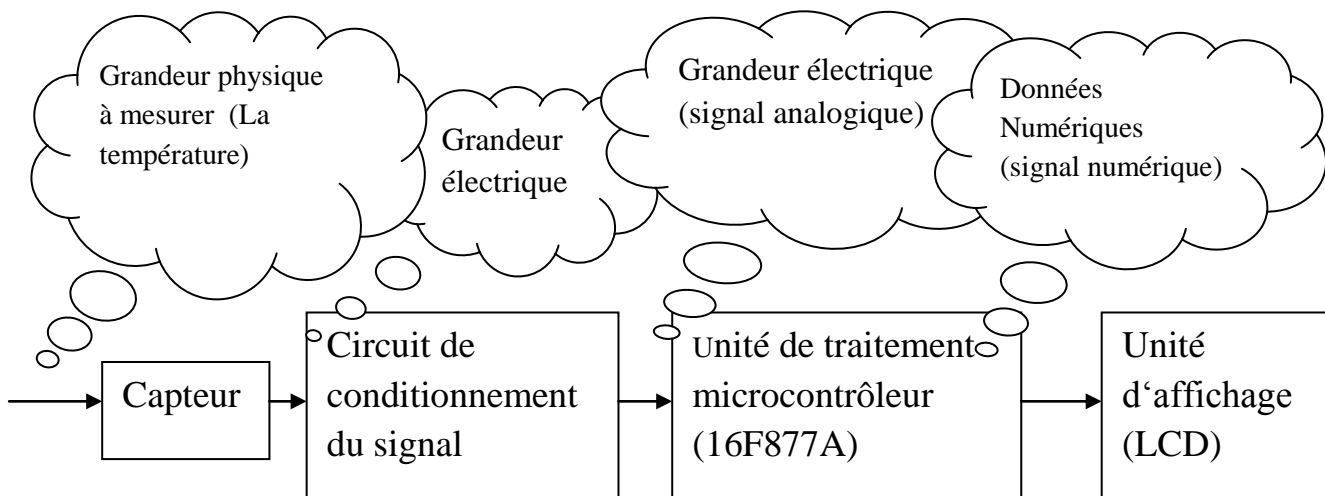 Grandeur physique
à mesurer (La
température)
Grandeur
électrique
Grandeur électrique
(signal analogique)
Données
Numériques
(signal numérique)
Capteur
Circuit de
conditionnement
du signal
Unité de traitement
microcontrôleur
(16F877A)
Unité
d‘affichage
(LCD)